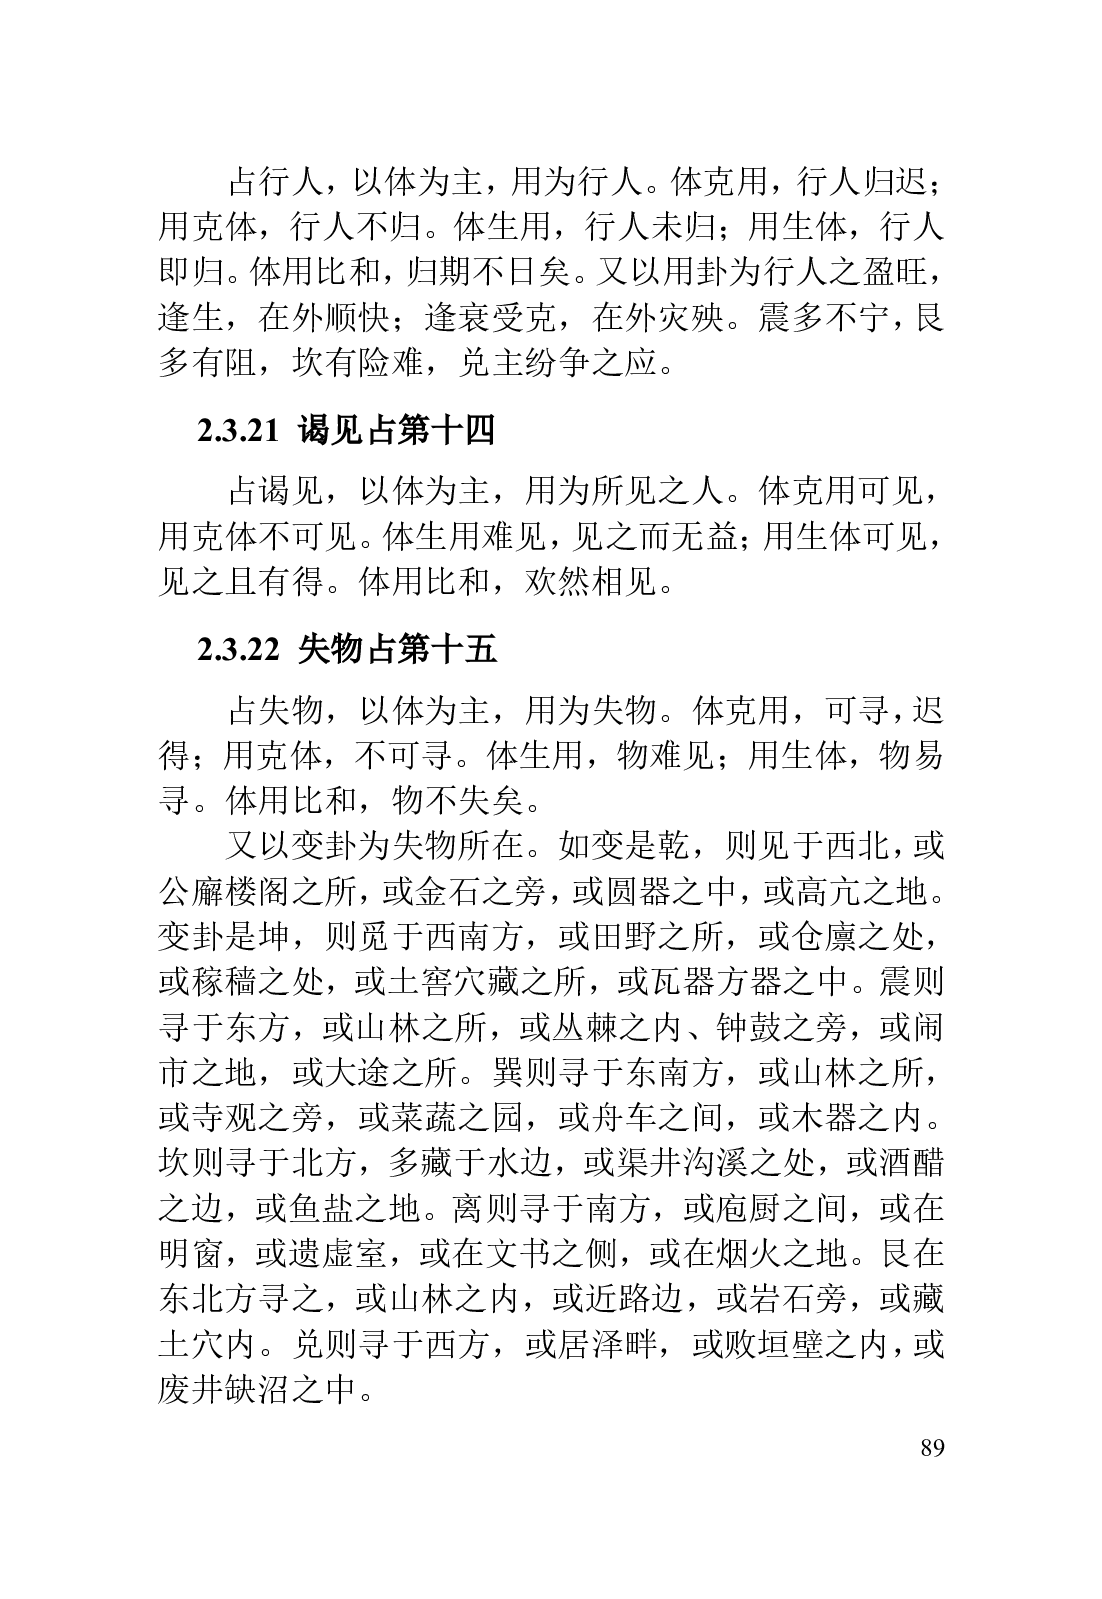 占行人，以体为主，用为行人。体克用，行人归迟；
用克体，行人不归。体生用，行人未归；用生体，行人
即归。体用比和，归期不日矣。又以用卦为行人之盈旺，
逢生，在外顺快；逢衰受克，在外灾殃。震多不宁，艮
多有阻，坎有险难，兑主纷争之应。
2.3.21 谒见占第十四
占谒见，以体为主，用为所见之人。体克用可见，
用克体不可见。体生用难见，见之而无益；用生体可见，
见之且有得。体用比和，欢然相见。
2.3.22 失物占第十五
占失物，以体为主，用为失物。体克用，可寻，迟
得；用克体，不可寻。体生用，物难见；用生体，物易
寻。体用比和，物不失矣。
又以变卦为失物所在。如变是乾，则见于西北，或
公廨楼阁之所，或金石之旁，或圆器之中，或高亢之地。
变卦是坤，则觅于西南方，或田野之所，或仓廪之处，
或稼穑之处，或土窖穴藏之所，或瓦器方器之中。震则
寻于东方，或山林之所，或丛棘之内、钟鼓之旁，或闹
市之地，或大途之所。巽则寻于东南方，或山林之所，
或寺观之旁，或菜蔬之园，或舟车之间，或木器之内。
坎则寻于北方，多藏于水边，或渠井沟溪之处，或酒醋
之边，或鱼盐之地。离则寻于南方，或庖厨之间，或在
明窗，或遗虚室，或在文书之侧，或在烟火之地。艮在
东北方寻之，或山林之内，或近路边，或岩石旁，或藏
土穴内。兑则寻于西方，或居泽畔，或败垣壁之内，或
废井缺沼之中。
89